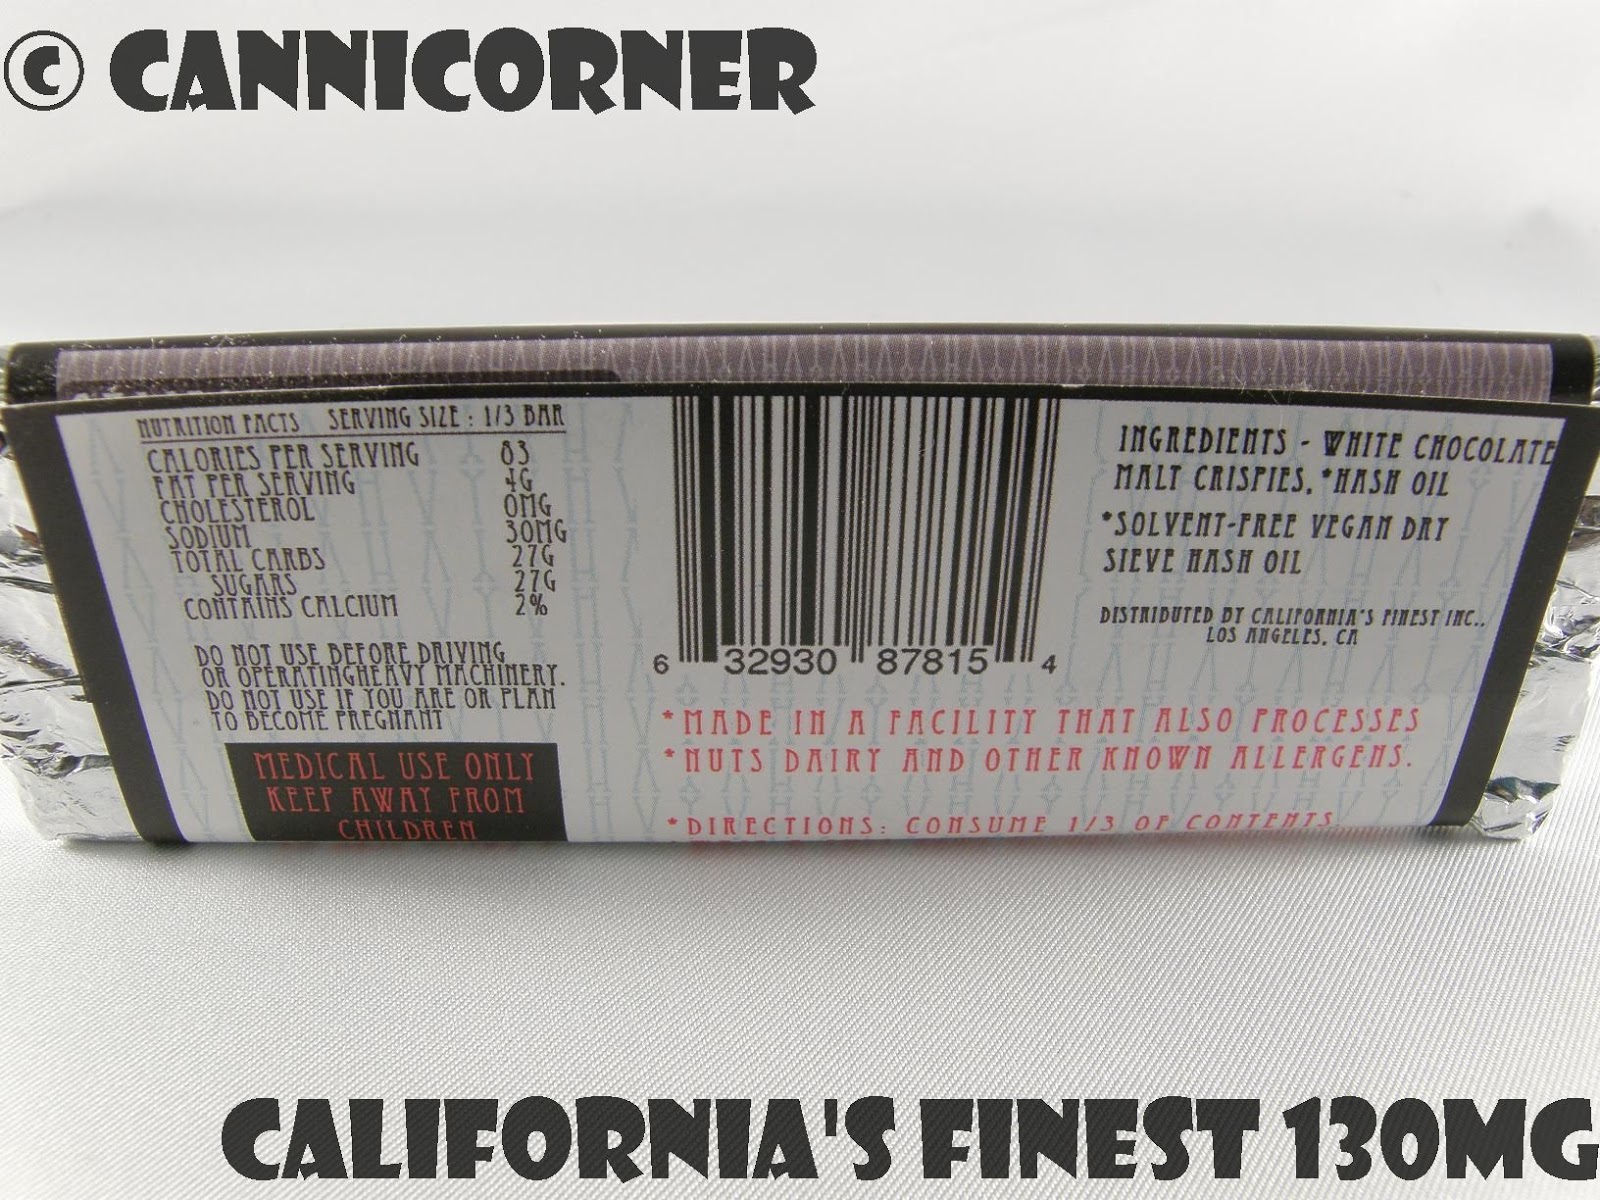 © CANNICORNER
NUTRITION FACTS SERVING SIZE : 1/3 BAR
CALORIES PER SERVING 83
FAT PER SERVING 4G
CHOLESTEROL 0MG
SODIUM 30MG
TOTAL CARBS 27G
SUGARS 27G
CONTAINS CALCIUM 2%
DO NOT USE BEFORE DRIVING
OR OPERATINGHEAVY MACHINERY.
DO NOT USE IF YOU ARE OR PLAN
TO BECOME PREGNANT
MEDICAL USE ONLY
KEEP AWAY FROM
CHILDREN
6 32930 87815 4
*MADE IN A FACILITY THAT ALSO PROCESSES
*NUTS DAIRY AND OTHER KNOWN ALLERGENS.
*DIRECTIONS: CONSUME 1/3 OF CONTENTS
INGREDIENTS - WHITE CHOCOLATE
MALT CRISPIES, *HASH OIL
*SOLVENT-FREE VEGAN DRY
SIEVE HASH OIL
DISTRIBUTED BY CALIFORNIA'S FINEST INC.,
LOS ANGELES, CA
CALIFORNIA'S FINEST 130MG